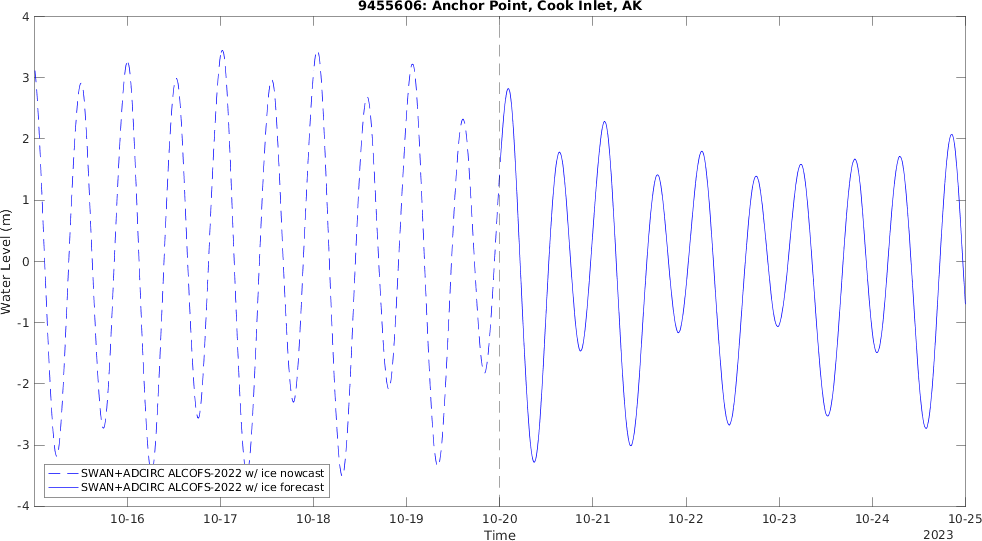 9455606: Anchor Point, Cook Inlet, AK
4
3
2
1
0
-1
-2
-3
-4
Water Level (m)
SWAN+ADCIRC ALCOFS-2022 w/ ice nowcast
SWAN+ADCIRC ALCOFS-2022 w/ ice forecast
10-16 10-17 10-18 10-19 10-20 10-21 10-22 10-23 10-24 10-25
Time
2023